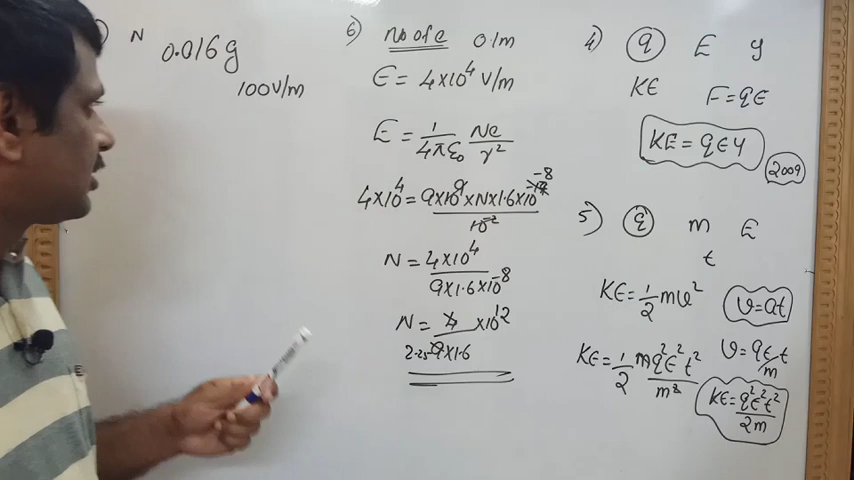 ) N
0.016g
100V/m
6) No of e 0.1m
E = 4×10⁴ V/m
E = 1/4πε₀ Ne/r²
4×10⁴ = 9×10⁹×N×1.6×10⁻¹⁹ ⁻⁸ / 10⁻²
N = 4×10⁴ / 9×1.6×10⁻⁸
N = 4 ×10¹² / 9×1.6
2.25
4) q E y
KE F = qE
KE = qEy
2009
5) q m E
t
KE = 1/2 mv² v = at
v = qE/m t
KE = 1/2 m q²E²t²/m²
KE = q²E²t²/2m